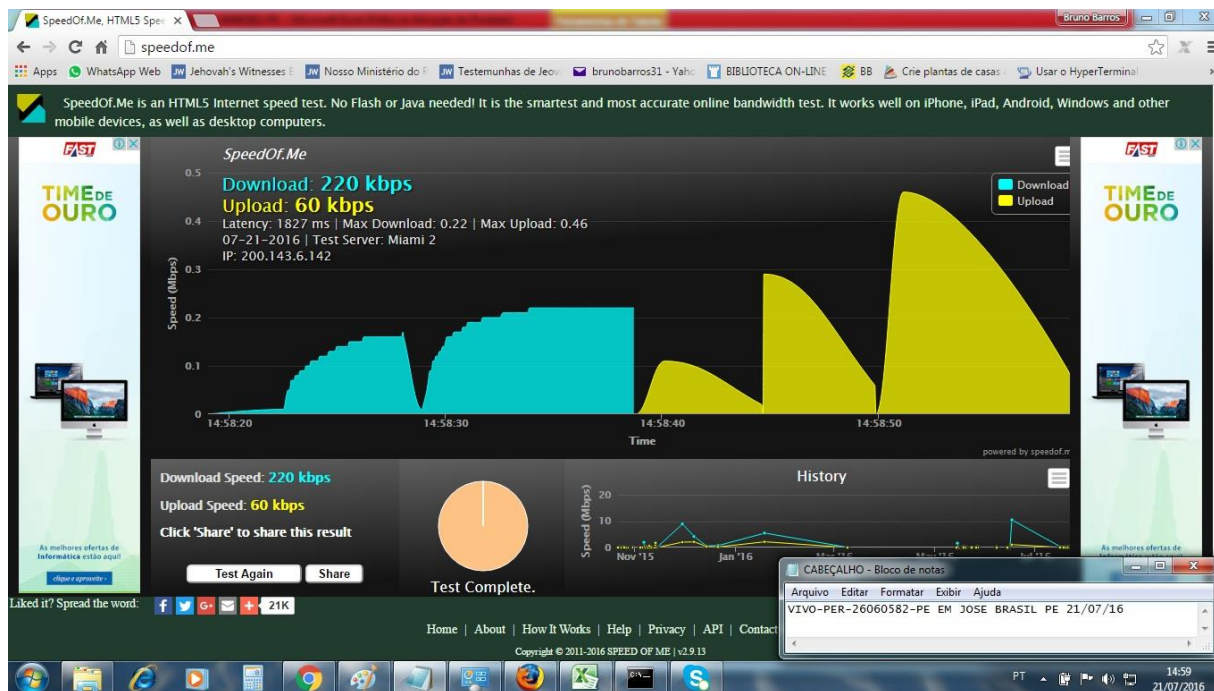 SpeedOf.Me, HTML5 Spee
Bruno Barros
speedof.me
Apps WhatsApp Web Jehovah's Witnesses Nosso Ministério do Testemunhas de Jeov brunobarros31 - Yaho BIBLIOTECA ON-LINE BB Crie plantas de casas Usar o HyperTerminal
SpeedOf.Me is an HTML5 Internet speed test. No Flash or Java needed! It is the smartest and most accurate online bandwidth test. It works well on iPhone, iPad, Android, Windows and other
mobile devices, as well as desktop computers.
FAST
TIME DE
OURO
As melhores ofertas de
Informática estão aqui!
clique e aproveite ›
SpeedOf.Me
Download: 220 kbps
Upload: 60 kbps
Latency: 1827 ms | Max Download: 0.22 | Max Upload: 0.46
07-21-2016 | Test Server: Miami 2
IP: 200.143.6.142
Download
Upload
0.5
0.4
0.3
0.2
0.1
0
Speed (Mbps)
14:58:20 14:58:30 14:58:40 14:58:50
Time
powered by speedof.m
FAST
TIME DE
OURO
As melhores ofertas de
Download Speed: 220 kbps
Upload Speed: 60 kbps
Click 'Share' to share this result
Test Again Share
Test Complete.
History
Speed (Mbps)
20
10
0
Nov '15 Jan '16
Liked it? Spread the word:
21K
Home | About | How It Works | Help | Privacy | API | Contact
Copyright © 2011-2016 SPEED OF ME | v2.9.13
CABEÇALHO - Bloco de notas
Arquivo Editar Formatar Exibir Ajuda
VIVO-PER-26060582-PE EM JOSE BRASIL PE 21/07/16
PT
14:59
21/07/2016